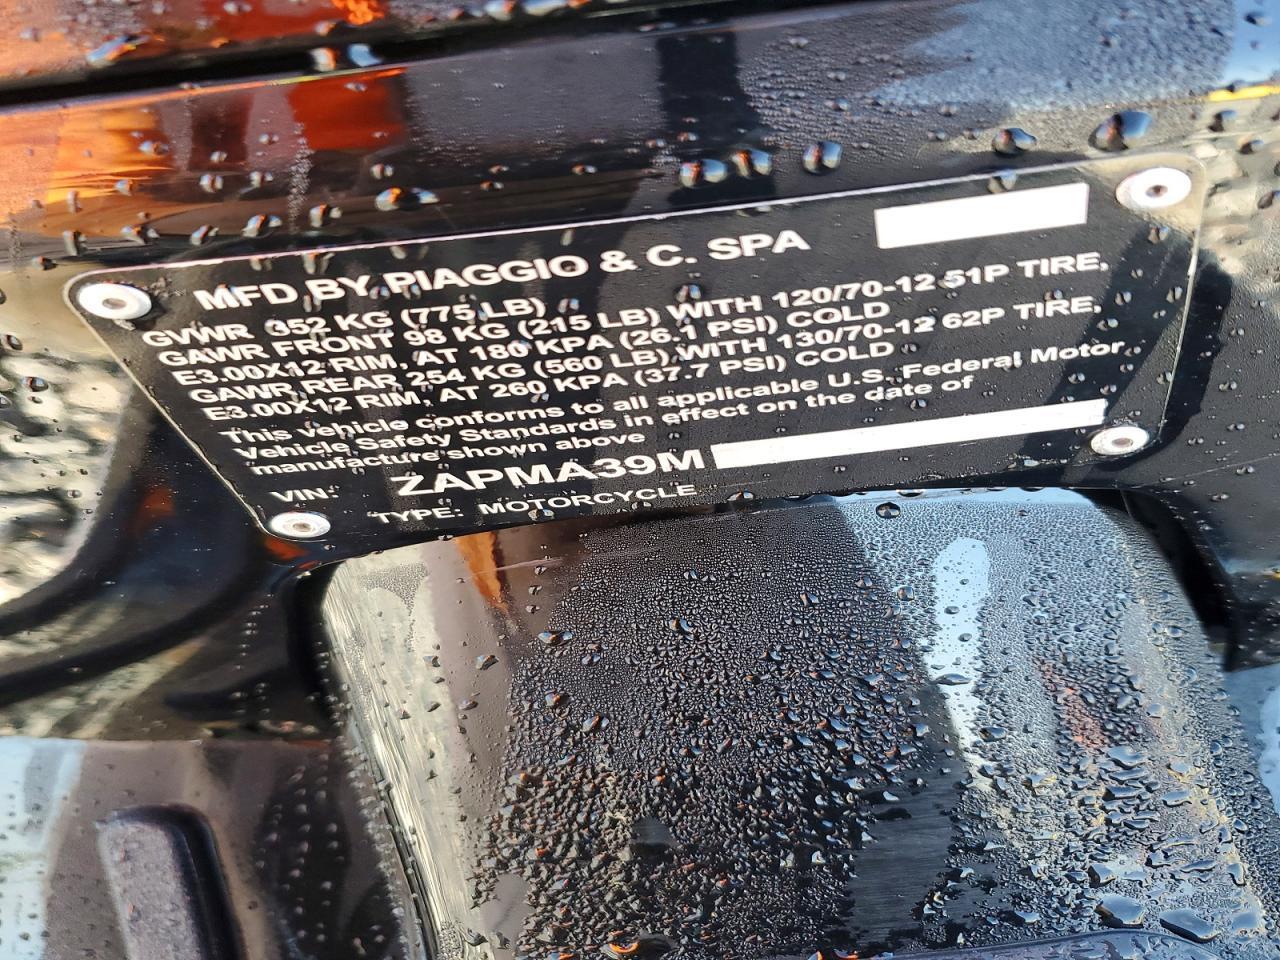 MFD BY PIAGGIO & C. SPA
GVWR 352 KG (775 LB)
GAWR FRONT 98 KG (215 LB) WITH 120/70-12 51P TIRE,
E3.00X12 RIM, AT 180 KPA (26.1 PSI) COLD
GAWR REAR 254 KG (560 LB) WITH 130/70-12 62P TIRE,
E3.00X12 RIM, AT 260 KPA (37.7 PSI) COLD
This vehicle conforms to all applicable U.S. Federal Motor
Vehicle Safety Standards in effect on the date of
manufacture shown above
VIN: ZAPMA39M
TYPE: MOTORCYCLE